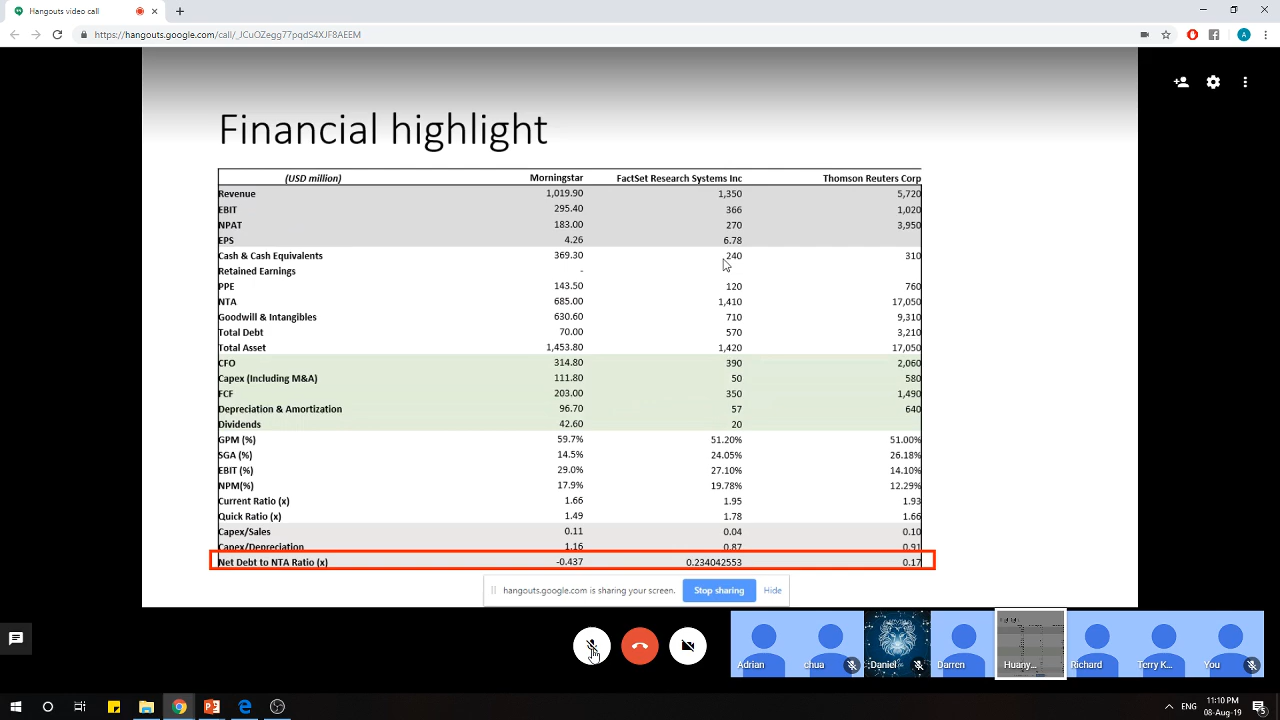 Hangouts video call
https://hangouts.google.com/call/_JCuOZegg77pqdS4XJF8AEEM
Financial highlight
(USD million) Morningstar FactSet Research Systems Inc Thomson Reuters Corp
Revenue 1,019.90 1,350 5,720
EBIT 295.40 366 1,020
NPAT 183.00 270 3,950
EPS 4.26 6.78
Cash & Cash Equivalents 369.30 240 310
Retained Earnings -
PPE 143.50 120 760
NTA 685.00 1,410 17,050
Goodwill & Intangibles 630.60 710 9,310
Total Debt 70.00 570 3,210
Total Asset 1,453.80 1,420 17,050
CFO 314.80 390 2,060
Capex (Including M&A) 111.80 50 580
FCF 203.00 350 1,490
Depreciation & Amortization 96.70 57 640
Dividends 42.60 20
GPM (%) 59.7% 51.20% 51.00%
SGA (%) 14.5% 24.05% 26.18%
EBIT (%) 29.0% 27.10% 14.10%
NPM(%) 17.9% 19.78% 12.29%
Current Ratio (x) 1.66 1.95 1.93
Quick Ratio (x) 1.49 1.78 1.66
Capex/Sales 0.11 0.04 0.10
Capex/Depreciation 1.16 0.87 0.91
Net Debt to NTA Ratio (x) -0.437 0.234042553 0.17
hangouts.google.com is sharing your screen. Stop sharing Hide
Adrian chua Daniel Darren Huany... Richard Terry K... You
A
ENG
11:10 PM
08-Aug-19
5